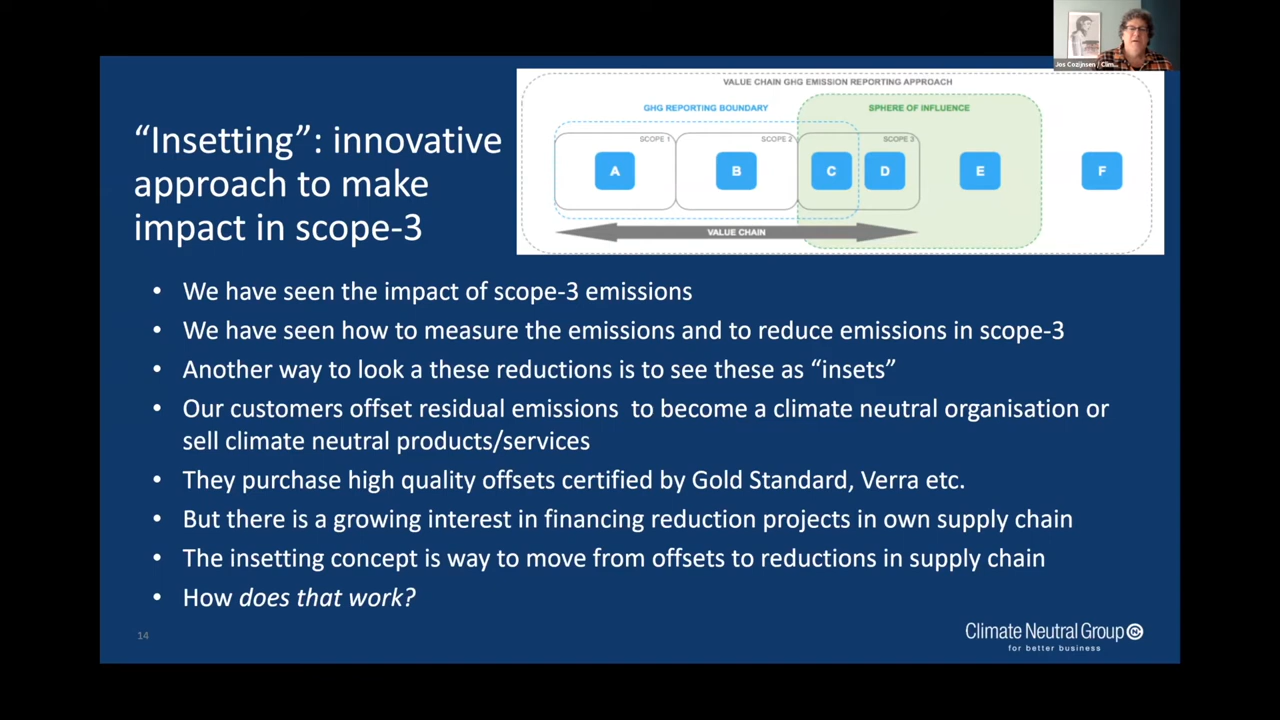 Jos Cozijnsen / Clim...
VALUE CHAIN GHG EMISSION REPORTING APPROACH
GHG REPORTING BOUNDARY
SPHERE OF INFLUENCE
SCOPE 1
SCOPE 2
SCOPE 3
A
B
C
D
E
F
VALUE CHAIN
“Insetting”: innovative
approach to make
impact in scope-3
• We have seen the impact of scope-3 emissions
• We have seen how to measure the emissions and to reduce emissions in scope-3
• Another way to look a these reductions is to see these as “insets”
• Our customers offset residual emissions to become a climate neutral organisation or
sell climate neutral products/services
• They purchase high quality offsets certified by Gold Standard, Verra etc.
• But there is a growing interest in financing reduction projects in own supply chain
• The insetting concept is way to move from offsets to reductions in supply chain
• How does that work?
14
Climate Neutral Group
for better business